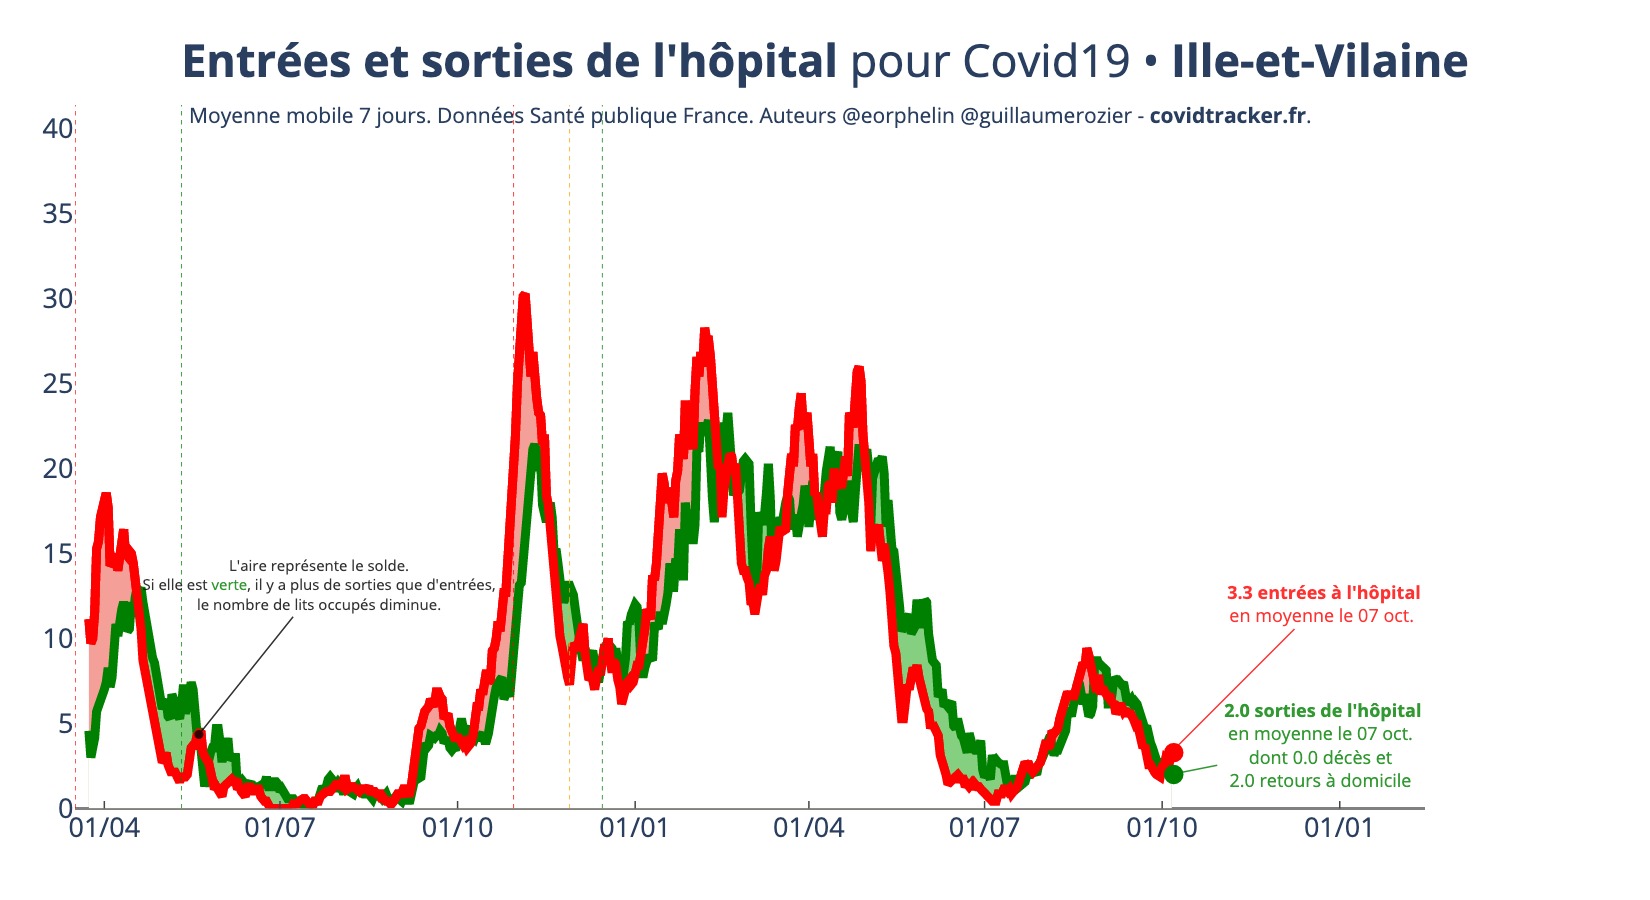 Entrées et sorties de l'hôpital pour Covid19 • Ille-et-Vilaine
Moyenne mobile 7 jours. Données Santé publique France. Auteurs @eorphelin @guillaumerozier - covidtracker.fr.
40
35
30
25
20
15
10
5
0
L'aire représente le solde.
Si elle est verte, il y a plus de sorties que d'entrées,
le nombre de lits occupés diminue.
3.3 entrées à l'hôpital
en moyenne le 07 oct.
2.0 sorties de l'hôpital
en moyenne le 07 oct.
dont 0.0 décès et
2.0 retours à domicile
01/04 01/07 01/10 01/01 01/04 01/07 01/10 01/01